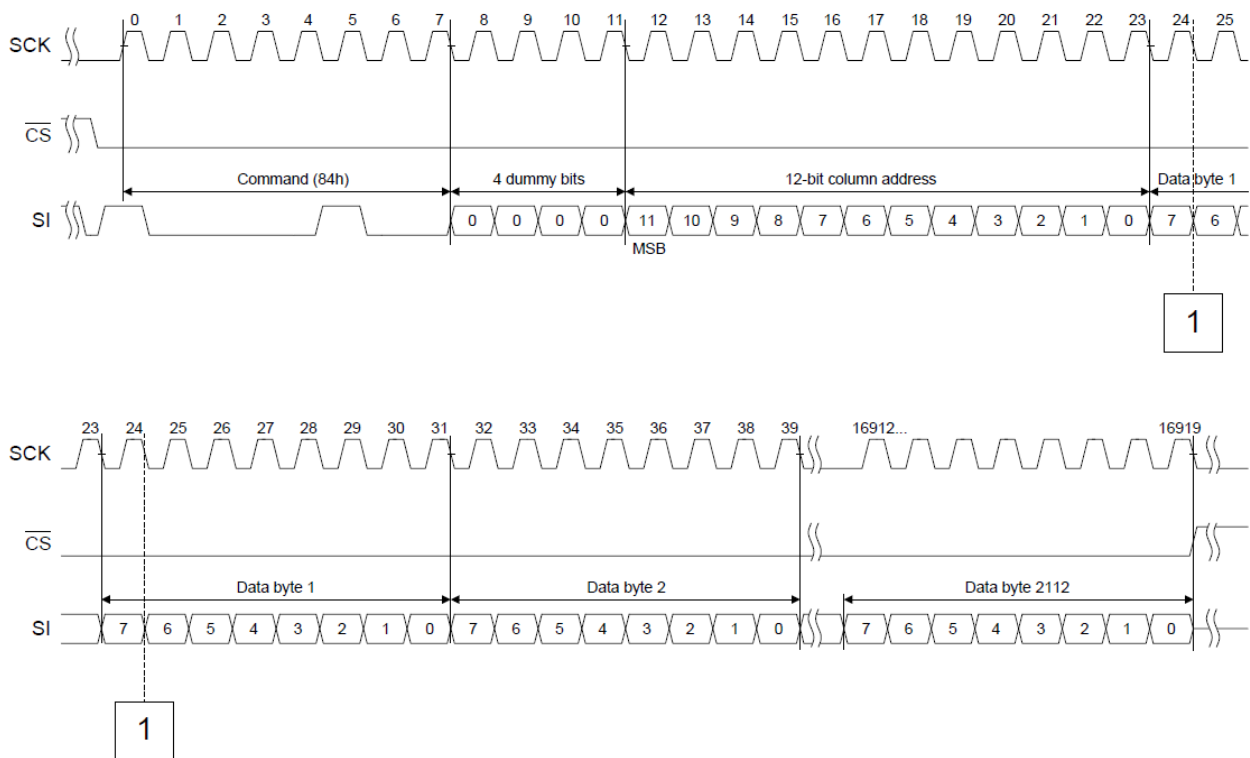 0 1 2 3 4 5 6 7 8 9 10 11 12 13 14 15 16 17 18 19 20 21 22 23 24 25
SCK
CS
Command (84h) 4 dummy bits 12-bit column address Data byte 1
SI 0 0 0 0 11 10 9 8 7 6 5 4 3 2 1 0 7 6
MSB
1
23 24 25 26 27 28 29 30 31 32 33 34 35 36 37 38 39 16912... 16919
SCK
CS
Data byte 1 Data byte 2 Data byte 2112
SI 7 6 5 4 3 2 1 0 7 6 5 4 3 2 1 0 7 6 5 4 3 2 1 0
1